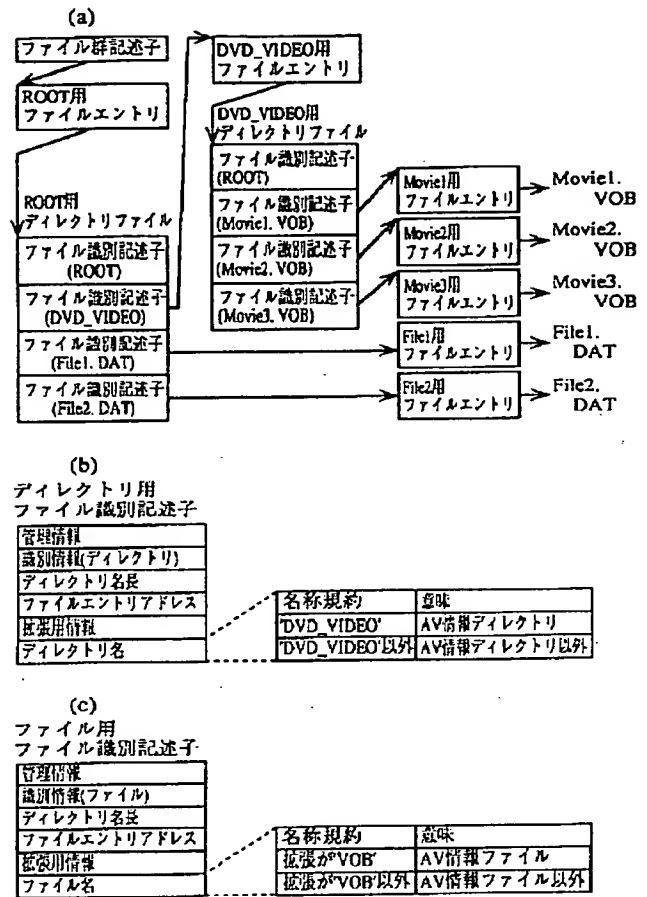 (a)
ファイル群記述子
ROOT用
ファイルエントリ
ROOT用
ディレクトリファイル
ファイル識別記述子
(ROOT)
ファイル識別記述子
(DVD_VIDEO)
ファイル識別記述子
(File1. DAT)
ファイル識別記述子
(File2. DAT)
DVD_VIDEO用
ファイルエントリ
DVD_VIDEO用
ディレクトリファイル
ファイル識別記述子
(ROOT)
ファイル識別記述子
(Movie1. VOB)
ファイル識別記述子
(Movie2. VOB)
ファイル識別記述子
(Movie3. VOB)
Movie1用
ファイルエントリ
Movie1.
VOB
Movie2用
ファイルエントリ
Movie2.
VOB
Movie3用
ファイルエントリ
Movie3.
VOB
File1用
ファイルエントリ
File1.
DAT
File2用
ファイルエントリ
File2.
DAT
(b)
ディレクトリ用
ファイル識別記述子
管理情報
識別情報(ディレクトリ)
ディレクトリ名長
ファイルエントリアドレス
拡張用情報
ディレクトリ名
名称規約 意味
'DVD_VIDEO' AV情報ディレクトリ
'DVD_VIDEO'以外 AV情報ディレクトリ以外
(c)
ファイル用
ファイル識別記述子
管理情報
識別情報(ファイル)
ディレクトリ名長
ファイルエントリアドレス
拡張用情報
ファイル名
名称規約 意味
拡張が'VOB' AV情報ファイル
拡張が'VOB'以外 AV情報ファイル以外